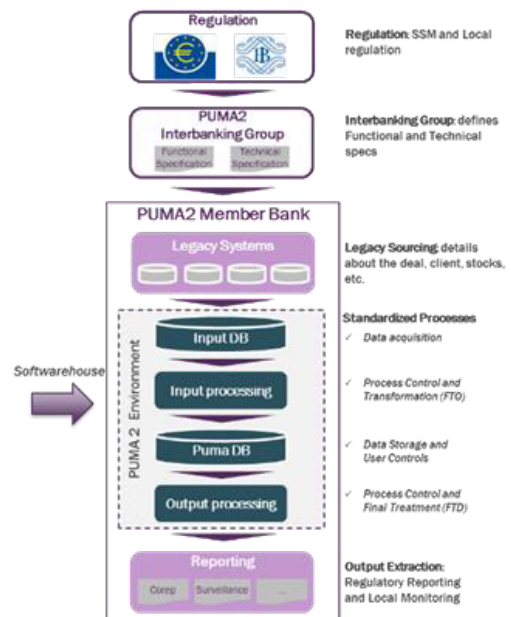 Regulation
Regulation: SSM and Local
regulation
PUMA2
Interbanking Group
Functional
Specification
Technical
Specification
Interbanking Group: defines
Functional and Technical
specs
PUMA2 Member Bank
Legacy Systems
Legacy Sourcing: details
about the deal, client, stocks,
etc.
Standardized Processes
PUMA 2 Environment
Input DB
✓ Data acquisition
Softwarehouse
Input processing
✓ Process Control and
Transformation (FTO)
Puma DB
✓ Data Storage and
User Controls
Output processing
✓ Process Control and
Final Treatment (FTD)
Reporting
Corep
Surveillance
...
Output Extraction:
Regulatory Reporting
and Local Monitoring